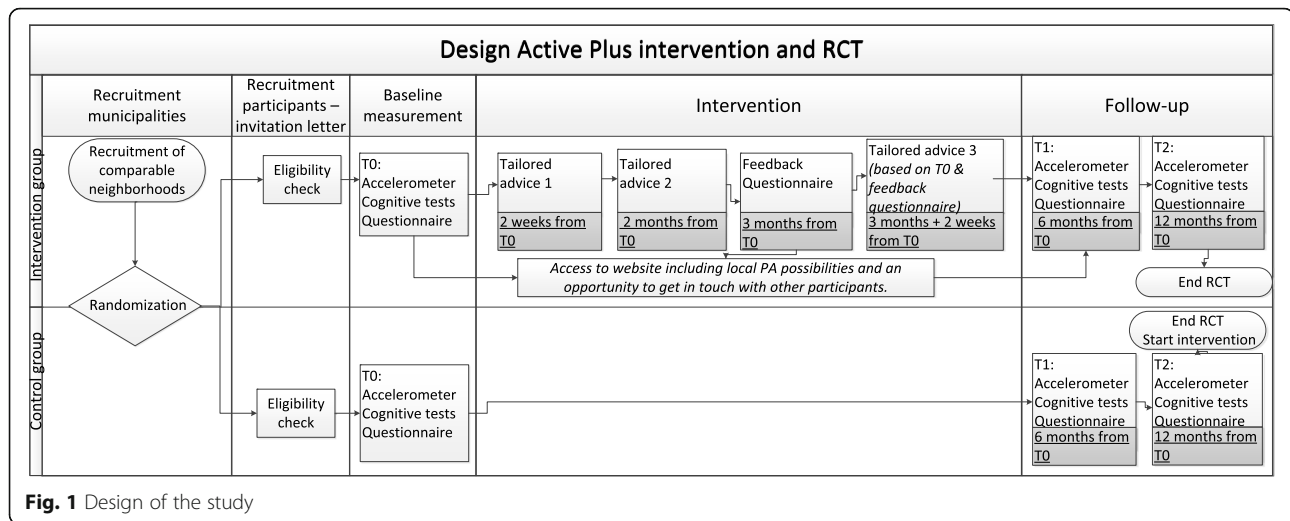 Design Active Plus intervention and RCT
Recruitment
municipalities
Recruitment
participants –
invitation letter
Baseline
measurement
Intervention
Follow-up
Intervention group
Recruitment of
comparable
neighborhoods
Randomization
Eligibility
check
T0:
Accelerometer
Cognitive tests
Questionnaire
Tailored
advice 1
2 weeks from
T0
Tailored
advice 2
2 months from
T0
Feedback
Questionnaire
3 months from
T0
Tailored advice 3
(based on T0 &
feedback
questionnaire)
3 months + 2 weeks
from T0
Access to website including local PA possibilities and an
opportunity to get in touch with other participants.
T1:
Accelerometer
Cognitive tests
Questionnaire
6 months from
T0
T2:
Accelerometer
Cognitive tests
Questionnaire
12 months from
T0
End RCT
Control group
Eligibility
check
T0:
Accelerometer
Cognitive tests
Questionnaire
End RCT
Start intervention
T1:
Accelerometer
Cognitive tests
Questionnaire
6 months from
T0
T2:
Accelerometer
Cognitive tests
Questionnaire
12 months from
T0
Fig. 1 Design of the study